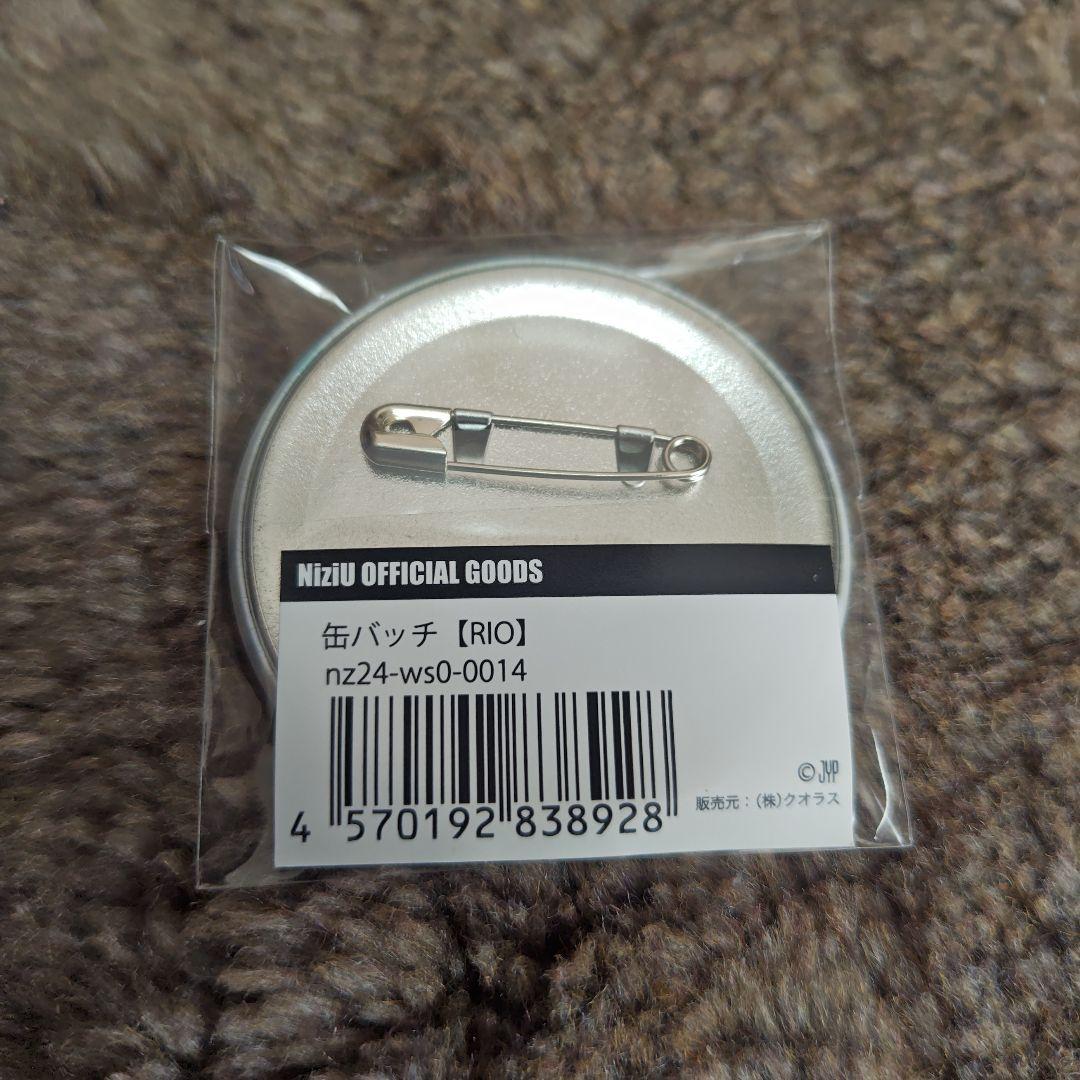 NiziU OFFICIAL GOODS
缶バッチ【RIO】
nz24-ws0-0014
4 570192 838928
© JYP
販売元：(株)クオラス